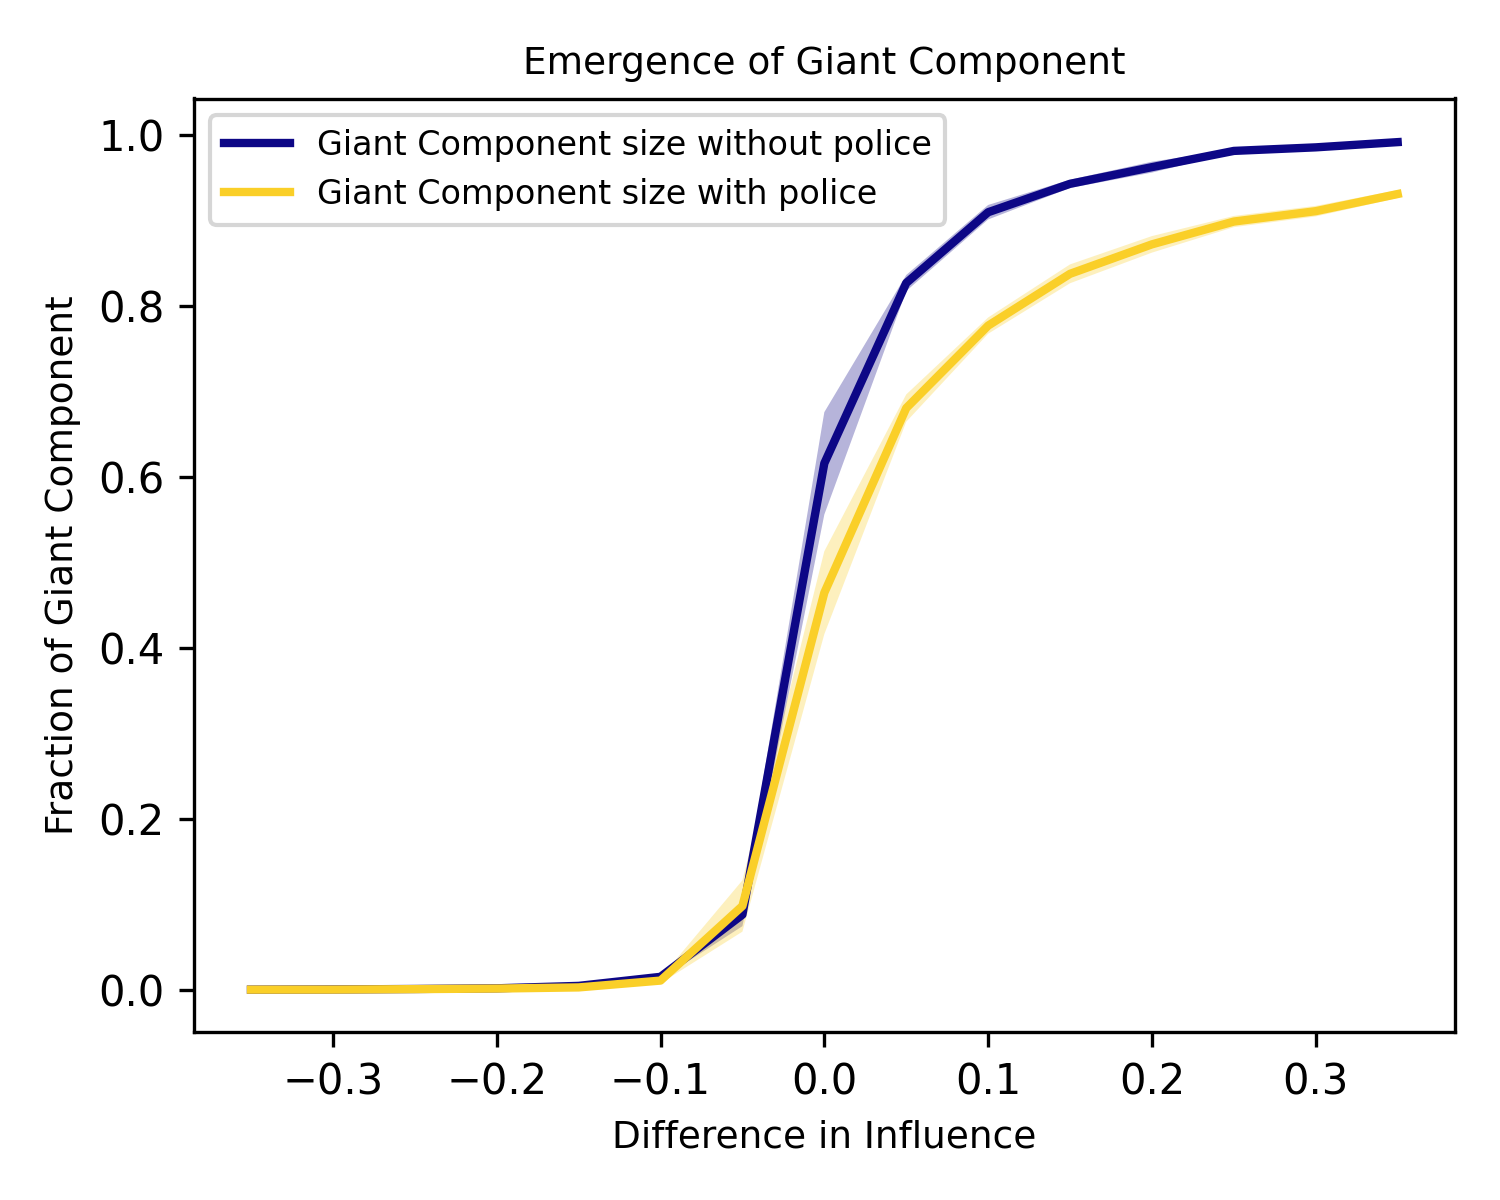 Emergence of Giant Component
Giant Component size without police
Giant Component size with police
Fraction of Giant Component
1.0
0.8
0.6
0.4
0.2
0.0
−0.3 −0.2 −0.1 0.0 0.1 0.2 0.3
Difference in Influence